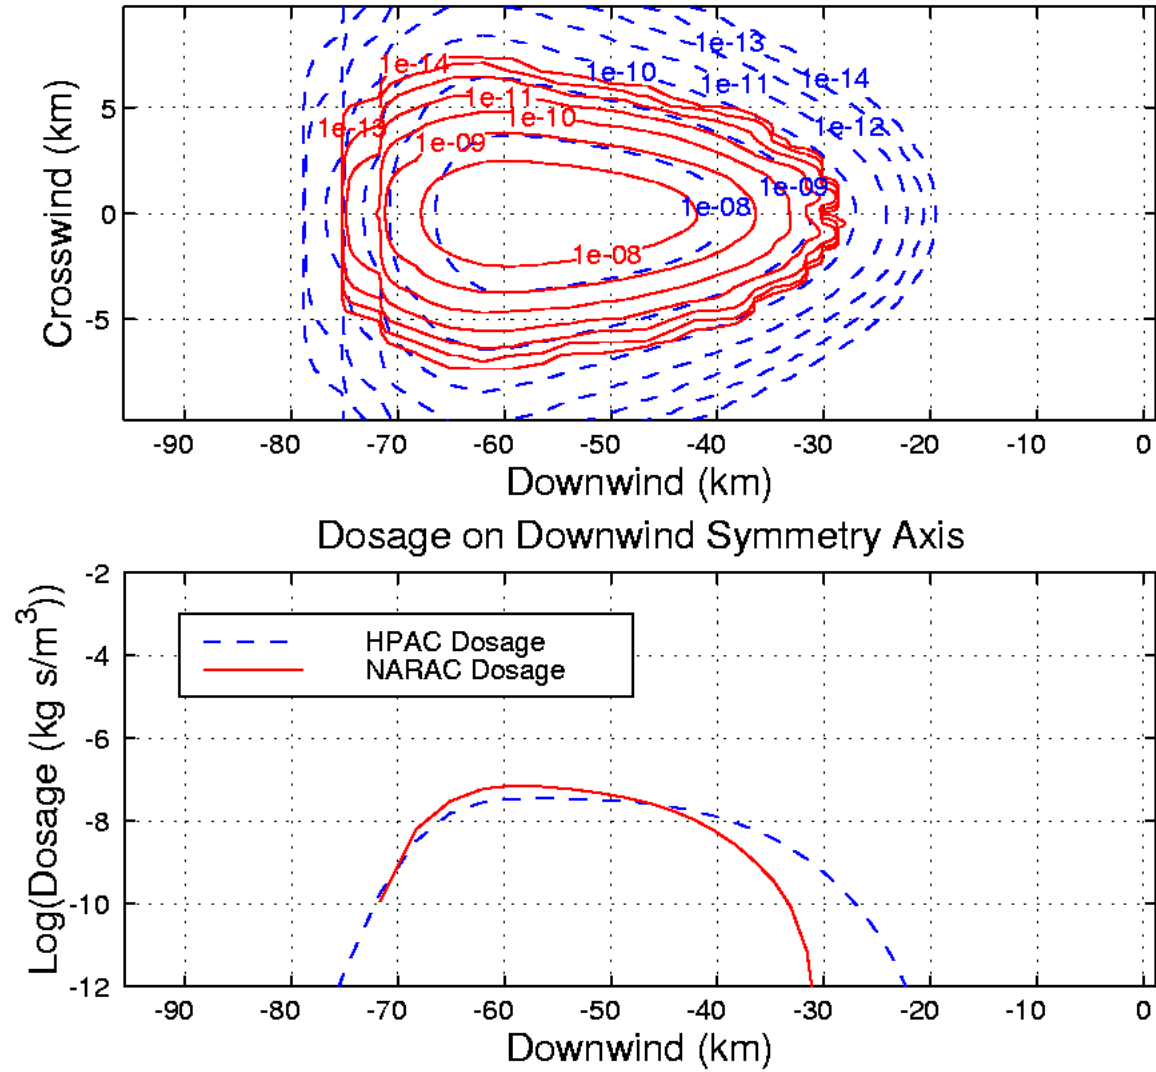 1e-13
1e-14
1e-10
1e-11
1e-14
5
1e-11
1e-13
1e-10
1e-12
1e-09
1e-09
0
1e-08
1e-08
-5
Crosswind (km)
-90 -80 -70 -60 -50 -40 -30 -20 -10 0
Downwind (km)
Dosage on Downwind Symmetry Axis
-2
HPAC Dosage
-4
NARAC Dosage
-6
-8
-10
-12
Log(Dosage (kg s/m³))
-90 -80 -70 -60 -50 -40 -30 -20 -10 0
Downwind (km)